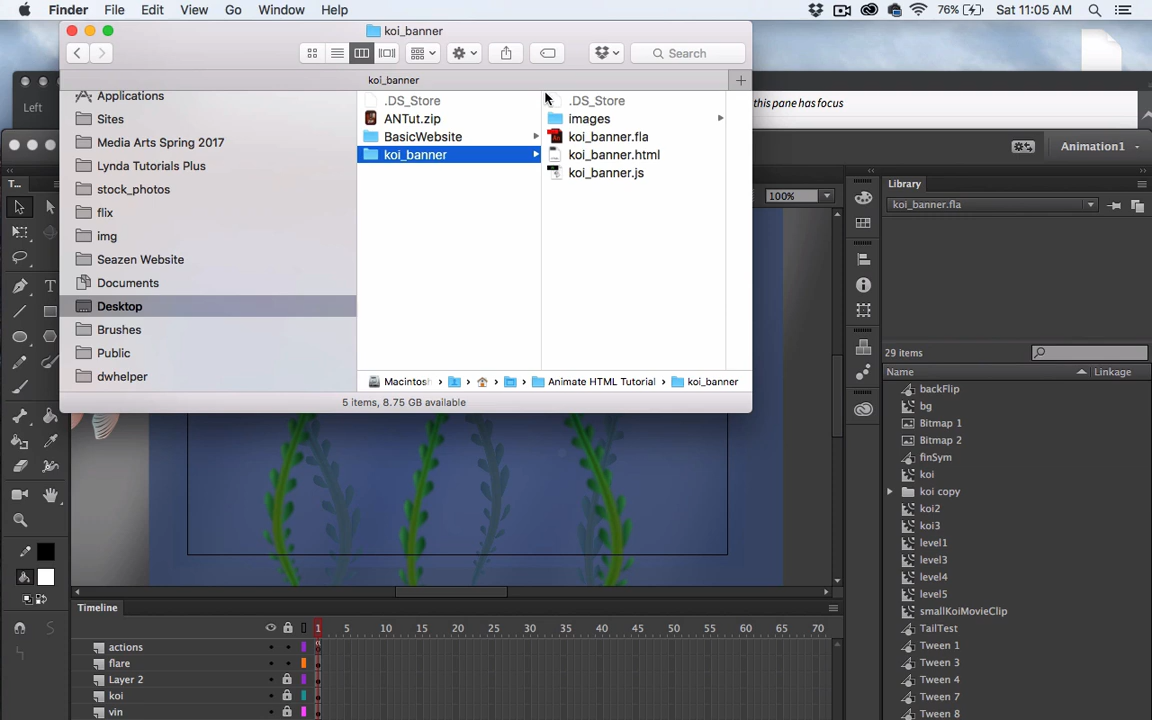 Finder File Edit View Go Window Help 76% Sat 11:05 AM
koi_banner
Search
koi_banner
Applications
Sites
Media Arts Spring 2017
Lynda Tutorials Plus
stock_photos
flix
img
Seazen Website
Documents
Desktop
Brushes
Public
dwhelper
.DS_Store
ANTut.zip
BasicWebsite
koi_banner
.DS_Store
images
koi_banner.fla
koi_banner.html
koi_banner.js
Macintosh › › › › Animate HTML Tutorial › koi_banner
5 items, 8.75 GB available
Left
this pane has focus
Animation1
T...
100%
Library
koi_banner.fla
29 items
Name Linkage
backFlip
bg
Bitmap 1
Bitmap 2
finSym
koi
koi copy
koi2
koi3
level1
level3
level4
level5
smallKoiMovieClip
TailTest
Tween 1
Tween 3
Tween 4
Tween 7
Tween 8
Timeline
1 5 10 15 20 25 30 35 40 45 50 55 60 65 70
actions
flare
Layer 2
koi
vin